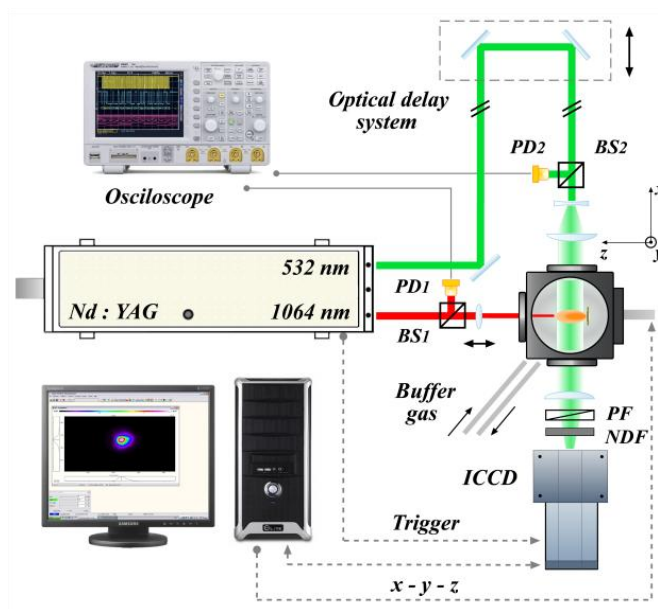 Optical delay
system
PD2
BS2
Osciloscope
x
z
y
532 nm
PD1
Nd : YAG
1064 nm
BS1
Buffer
gas
PF
NDF
ICCD
SAMSUNG
Trigger
x - y - z